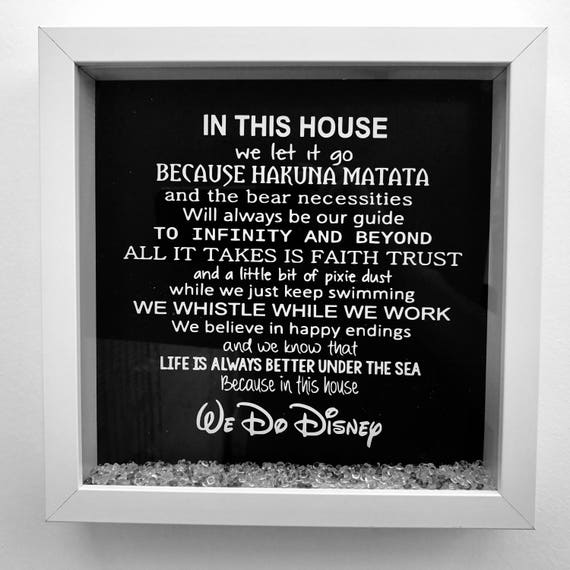 IN THIS HOUSE
we let it go
BECAUSE HAKUNA MATATA
and the bear necessities
Will always be our guide
TO INFINITY AND BEYOND
ALL IT TAKES IS FAITH TRUST
and a little bit of pixie dust
while we just keep swimming
WE WHISTLE WHILE WE WORK
We believe in happy endings
and we know that
LIFE IS ALWAYS BETTER UNDER THE SEA
Because in this house
We Do Disney